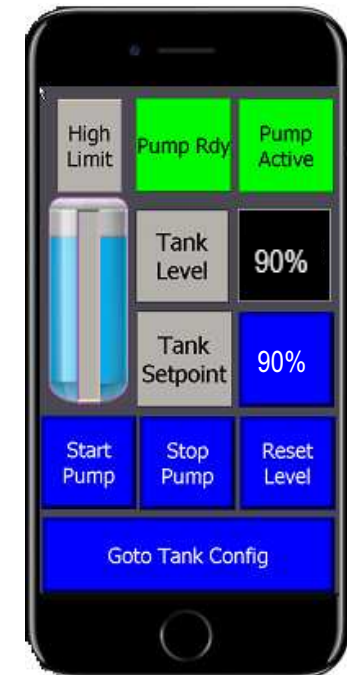 High
Limit
Pump Rdy
Pump
Active
Tank
Level
90%
Tank
Setpoint
90%
Start
Pump
Stop
Pump
Reset
Level
Goto Tank Config